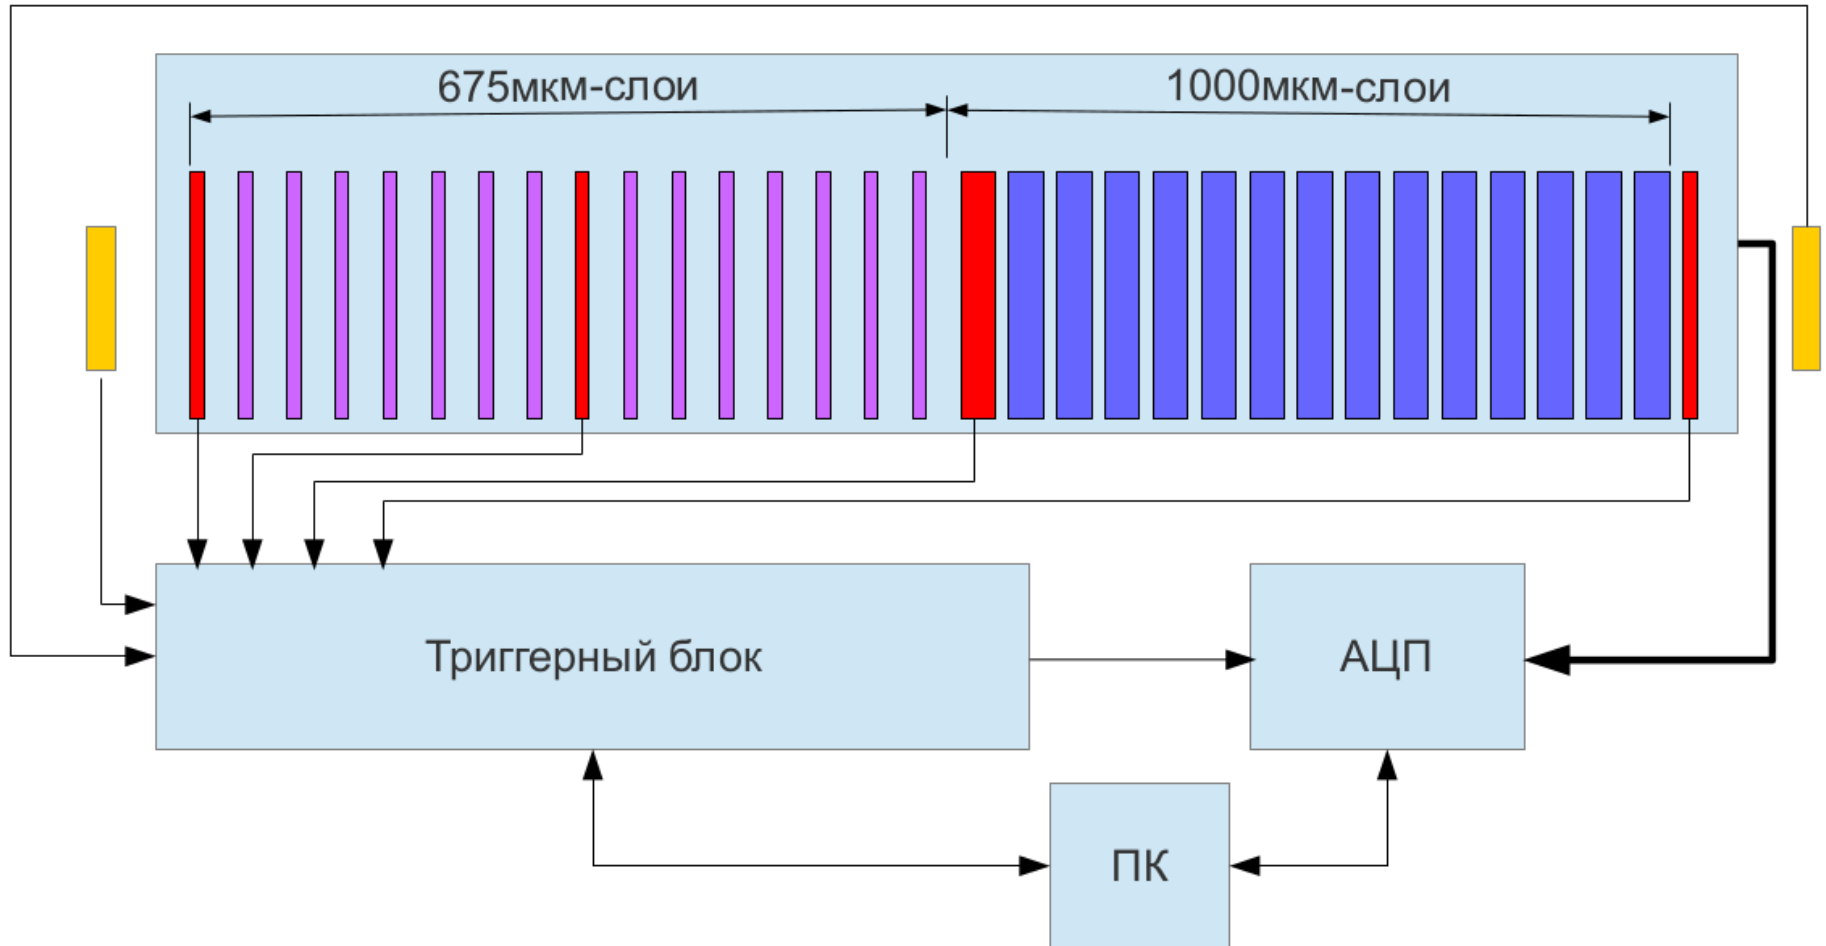 675мкм-слои
1000мкм-слои
Триггерный блок
АЦП
ПК